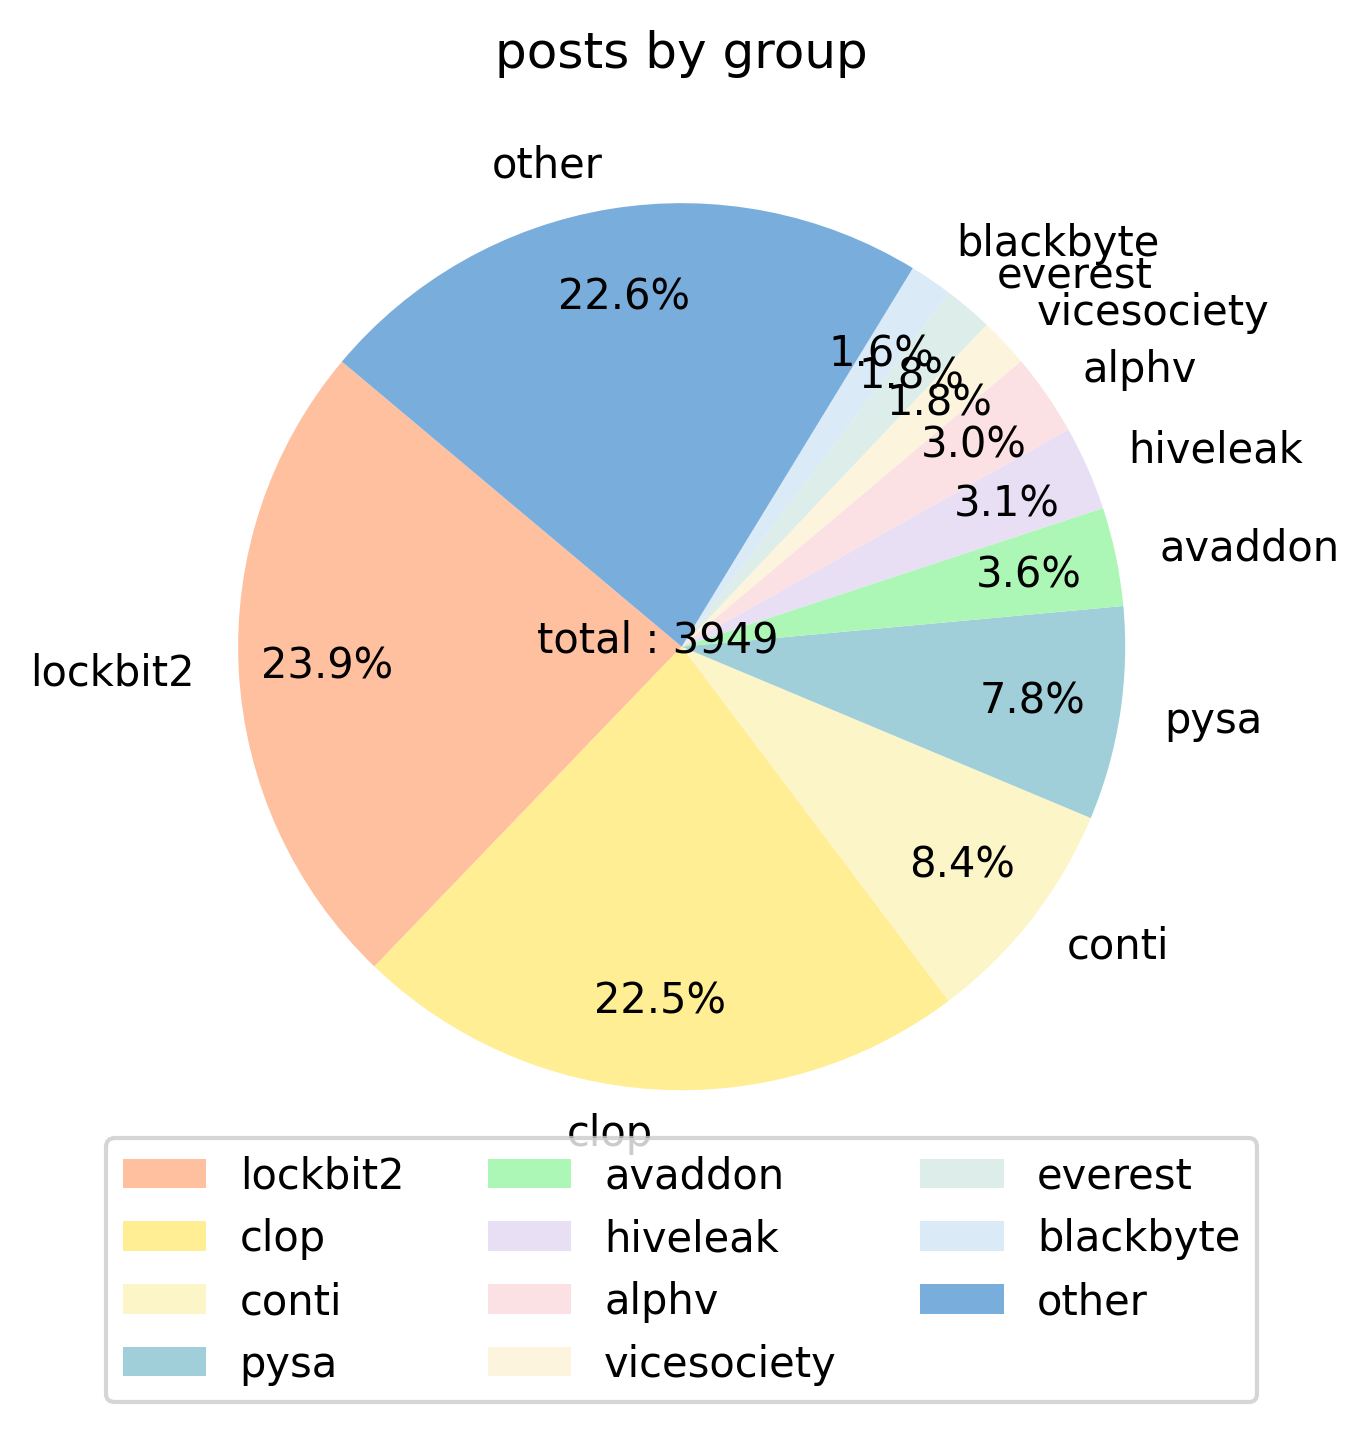 posts by group
other
22.6%
blackbyte
1.6%
everest
1.8%
vicesociety
1.8%
alphv
3.0%
hiveleak
3.1%
avaddon
3.6%
total : 3949
lockbit2
23.9%
pysa
7.8%
conti
8.4%
clop
22.5%
lockbit2
clop
conti
pysa
avaddon
hiveleak
alphv
vicesociety
everest
blackbyte
other